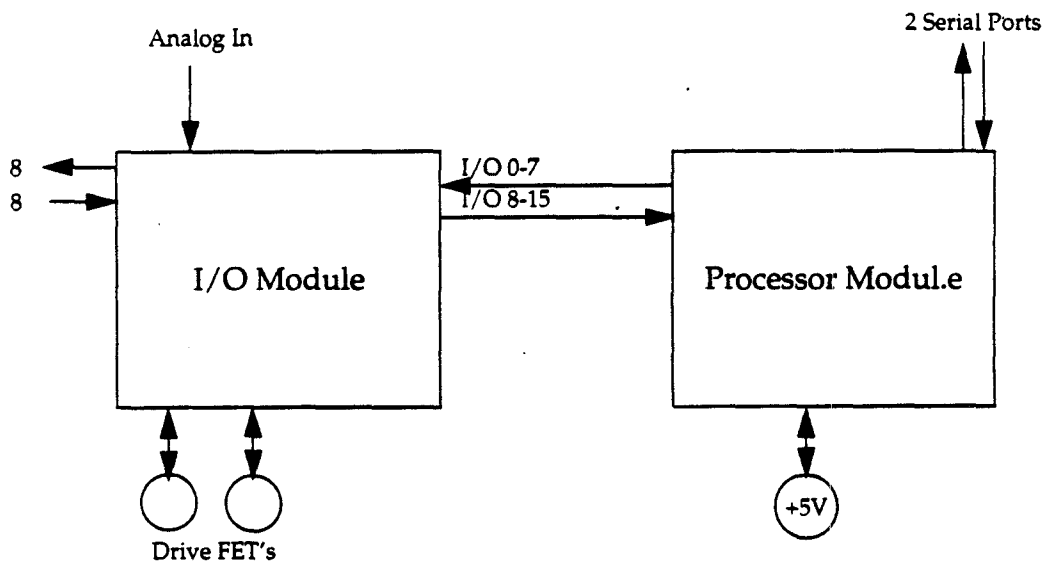 2 Serial Ports
Analog In
8
8
I/O 0-7
I/O 8-15
I/O Module
Processor Modul.e
+5V
Drive FET's